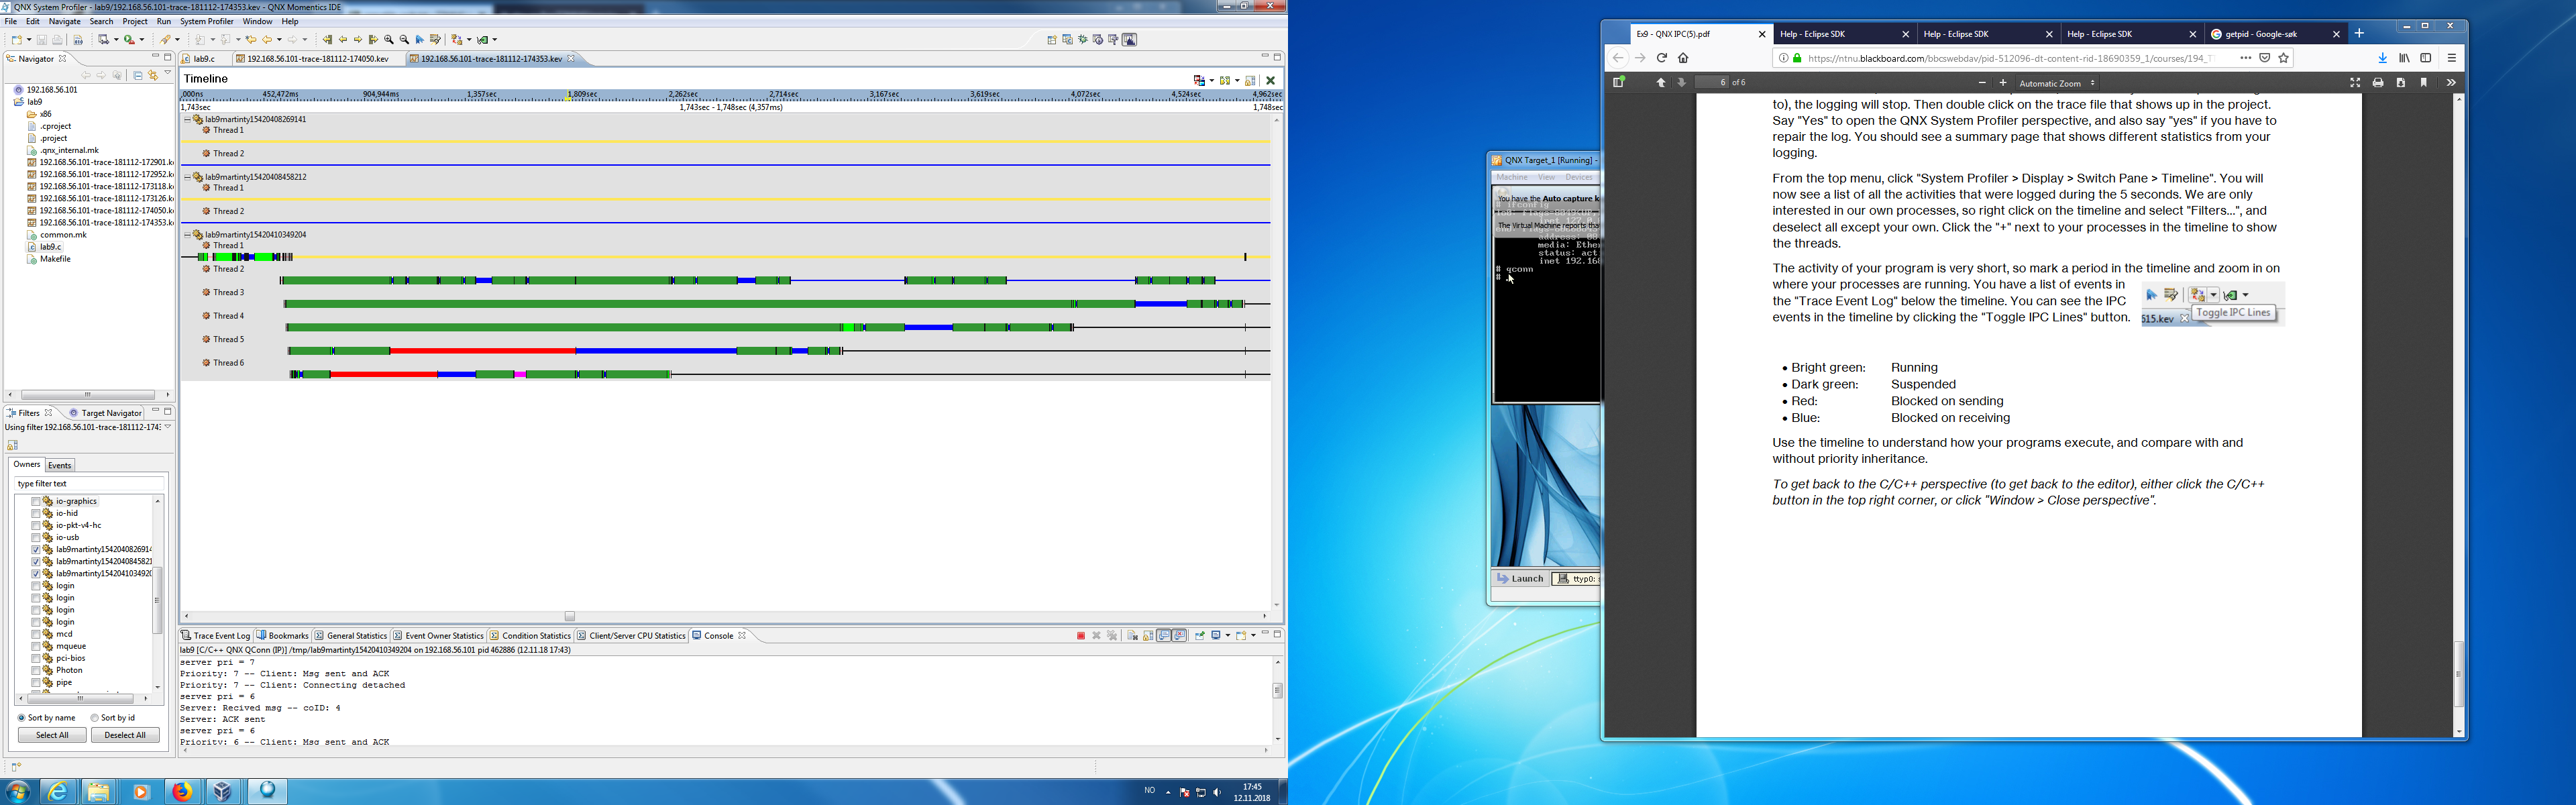 QNX System Profiler - lab9/192.168.56.101-trace-181112-174353.kev - QNX Momentics IDE
File Edit Navigate Search Project Run System Profiler Window Help
Navigator
192.168.56.101
lab9
x86
.cproject
.project
.qnx_internal.mk
192.168.56.101-trace-181112-172901.ke
192.168.56.101-trace-181112-172952.ke
192.168.56.101-trace-181112-173118.ke
192.168.56.101-trace-181112-173126.ke
192.168.56.101-trace-181112-174050.ke
192.168.56.101-trace-181112-174353.ke
common.mk
lab9.c
Makefile
Filters Target Navigator
Using filter 192.168.56.101-trace-181112-174:
Owners Events
type filter text
io-graphics
io-hid
io-pkt-v4-hc
io-usb
lab9martinty1542040826914
lab9martinty154204084582
lab9martinty1542041034920
login
login
login
login
mcd
mqueue
pci-bios
Photon
pipe
Sort by name Sort by id
Select All Deselect All
lab9.c 192.168.56.101-trace-181112-174050.kev 192.168.56.101-trace-181112-174353.kev
Timeline
,000ns 452,472ns 904,944ns 1,357sec 1,809sec 2,262sec 2,714sec 3,167sec 3,619sec 4,072sec 4,524sec 4,962sec
1,743sec 1,743sec - 1,748sec (4,357ms) 1,748sec
lab9martinty15420408269141
Thread 1
Thread 2
lab9martinty15420408458212
Thread 1
Thread 2
lab9martinty15420410349204
Thread 1
Thread 2
Thread 3
Thread 4
Thread 5
Thread 6
Trace Event Log Bookmarks General Statistics Event Owner Statistics Condition Statistics Client/Server CPU Statistics Console
lab9 [C/C++ QNX QConn (IP)] /tmp/lab9martinty15420410349204 on 192.168.56.101 pid 462886 (12.11.18 17:43)
server pri = 7
Priority: 7 -- Client: Msg sent and ACK
Priority: 7 -- Client: Connecting detached
server pri = 6
Server: Recived msg -- coID: 4
Server: ACK sent
server pri = 6
Priority: 6 -- Client: Msg sent and ACK
NO
17:45
12.11.2018
QNX Target_1 [Running] -
Machine View Devices
You have the Auto capture k
# ifconfig
The Virtual Machine reports tha
media: Ether
status: act
inet 192.168
# qconn
#
Launch ttyp0:
Ex9 - QNX IPC(5).pdf Help - Eclipse SDK Help - Eclipse SDK Help - Eclipse SDK getpid - Google-søk
https://ntnu.blackboard.com/bbcswebdav/pid-512096-dt-content-rid-18690359_1/courses/194_T
6 of 6 Automatic Zoom
to), the logging will stop. Then double click on the trace file that shows up in the project.
Say "Yes" to open the QNX System Profiler perspective, and also say "yes" if you have to
repair the log. You should see a summary page that shows different statistics from your
logging.
From the top menu, click "System Profiler > Display > Switch Pane > Timeline". You will
now see a list of all the activities that were logged during the 5 seconds. We are only
interested in our own processes, so right click on the timeline and select "Filters...", and
deselect all except your own. Click the "+" next to your processes in the timeline to show
the threads.
The activity of your program is very short, so mark a period in the timeline and zoom in on
where your processes are running. You have a list of events in
the "Trace Event Log" below the timeline. You can see the IPC
events in the timeline by clicking the "Toggle IPC Lines" button.
Toggle IPC Lines
615.kev
• Bright green: Running
• Dark green: Suspended
• Red: Blocked on sending
• Blue: Blocked on receiving
Use the timeline to understand how your programs execute, and compare with and
without priority inheritance.
To get back to the C/C++ perspective (to get back to the editor), either click the C/C++
button in the top right corner, or click "Window > Close perspective".